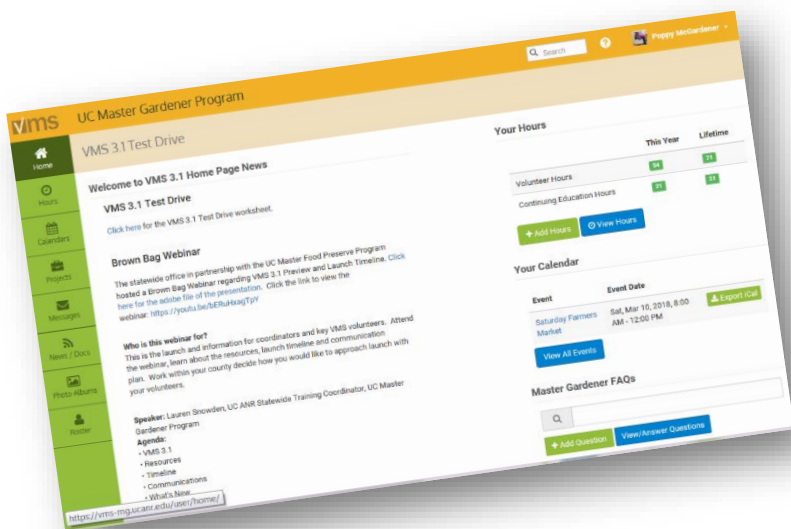 vms UC Master Gardener Program
Search
Poppy McGardener
Home
Hours
Calendars
Projects
Messages
News / Docs
Photo Albums
Roster
VMS 3.1 Test Drive
Welcome to VMS 3.1 Home Page News
VMS 3.1 Test Drive
Click here for the VMS 3.1 Test Drive worksheet.
Brown Bag Webinar
The statewide office in partnership with the UC Master Food Preserve Program
hosted a Brown Bag Webinar regarding VMS 3.1 Preview and Launch Timeline. Click
here for the adobe file of the presentation. Click the link to view the
webinar: https://youtu.be/bERuHxagTpY
Who is this webinar for?
This is the launch and information for coordinators and key VMS volunteers. Attend
the webinar, learn about the resources, launch timeline and communication
plan. Work within your county decide how you would like to approach launch with
your volunteers.
Speaker: Lauren Snowden, UC ANR Statewide Training Coordinator, UC Master
Gardener Program
Agenda:
• VMS 3.1
• Resources
• Timeline
• Communications
• What's New
https://vms-mg.ucanr.edu/user/home/
Your Hours
This Year Lifetime
Volunteer Hours
Continuing Education Hours 31 31
+ Add Hours View Hours
Your Calendar
Event Event Date
Saturday Farmers
Market
Sat, Mar 10, 2018, 8:00
AM - 12:00 PM
Export iCal
View All Events
Master Gardener FAQs
+ Add Question View/Answer Questions